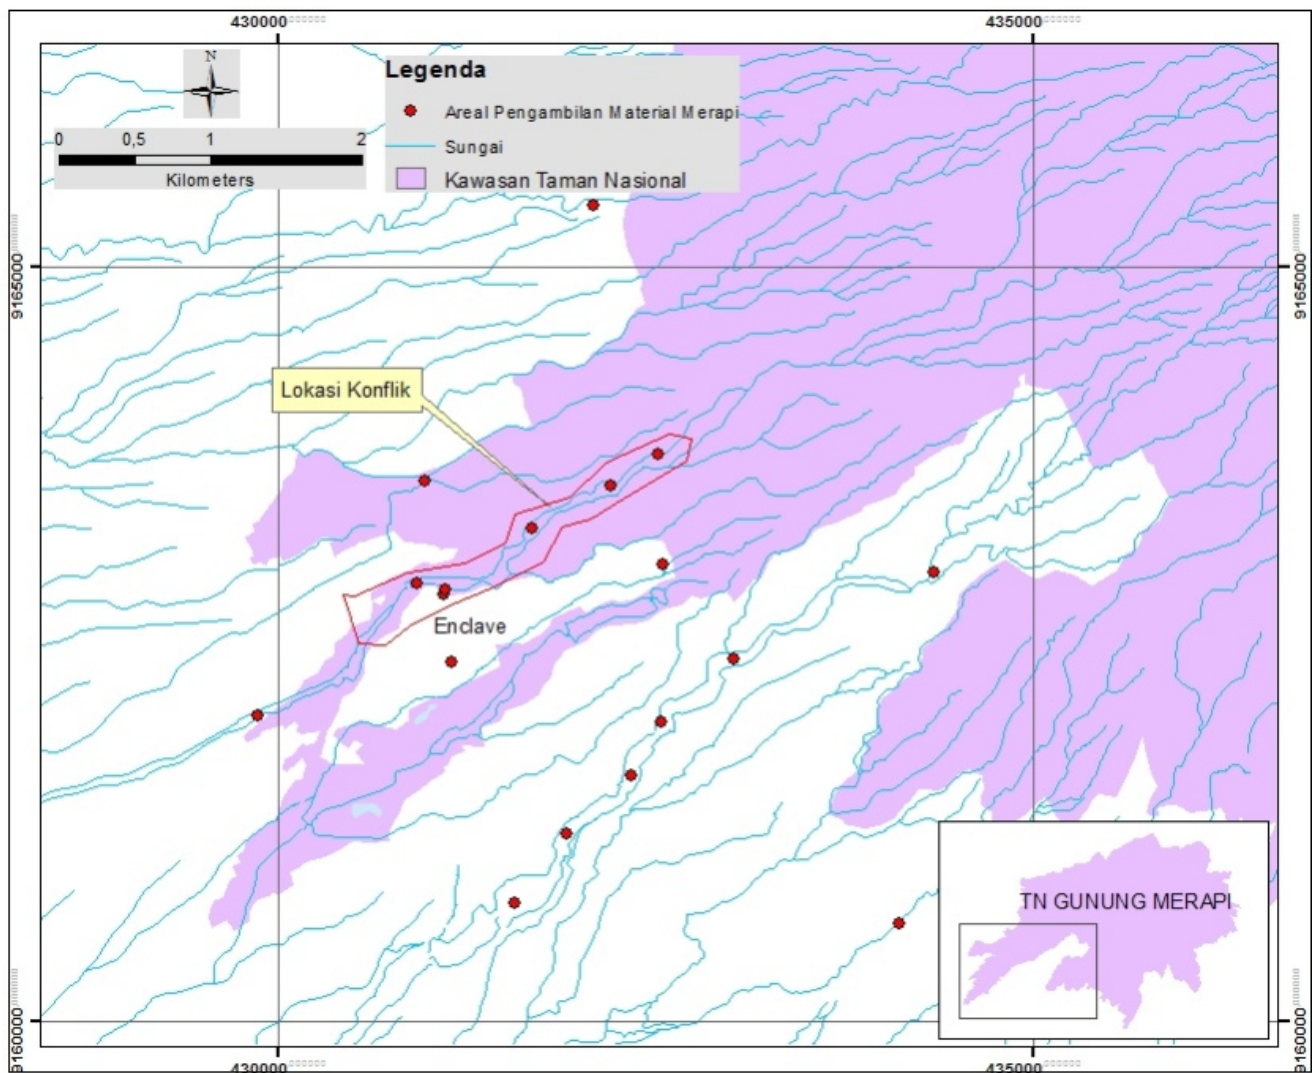 430000 435000
N
0 0,5 1 2
Kilometers
Legenda
Areal Pengambilan Material Merapi
Sungai
Kawasan Taman Nasional
9165000 9165000
Lokasi Konflik
Enclave
TN GUNUNG MERAPI
9160000 9160000
430000 435000